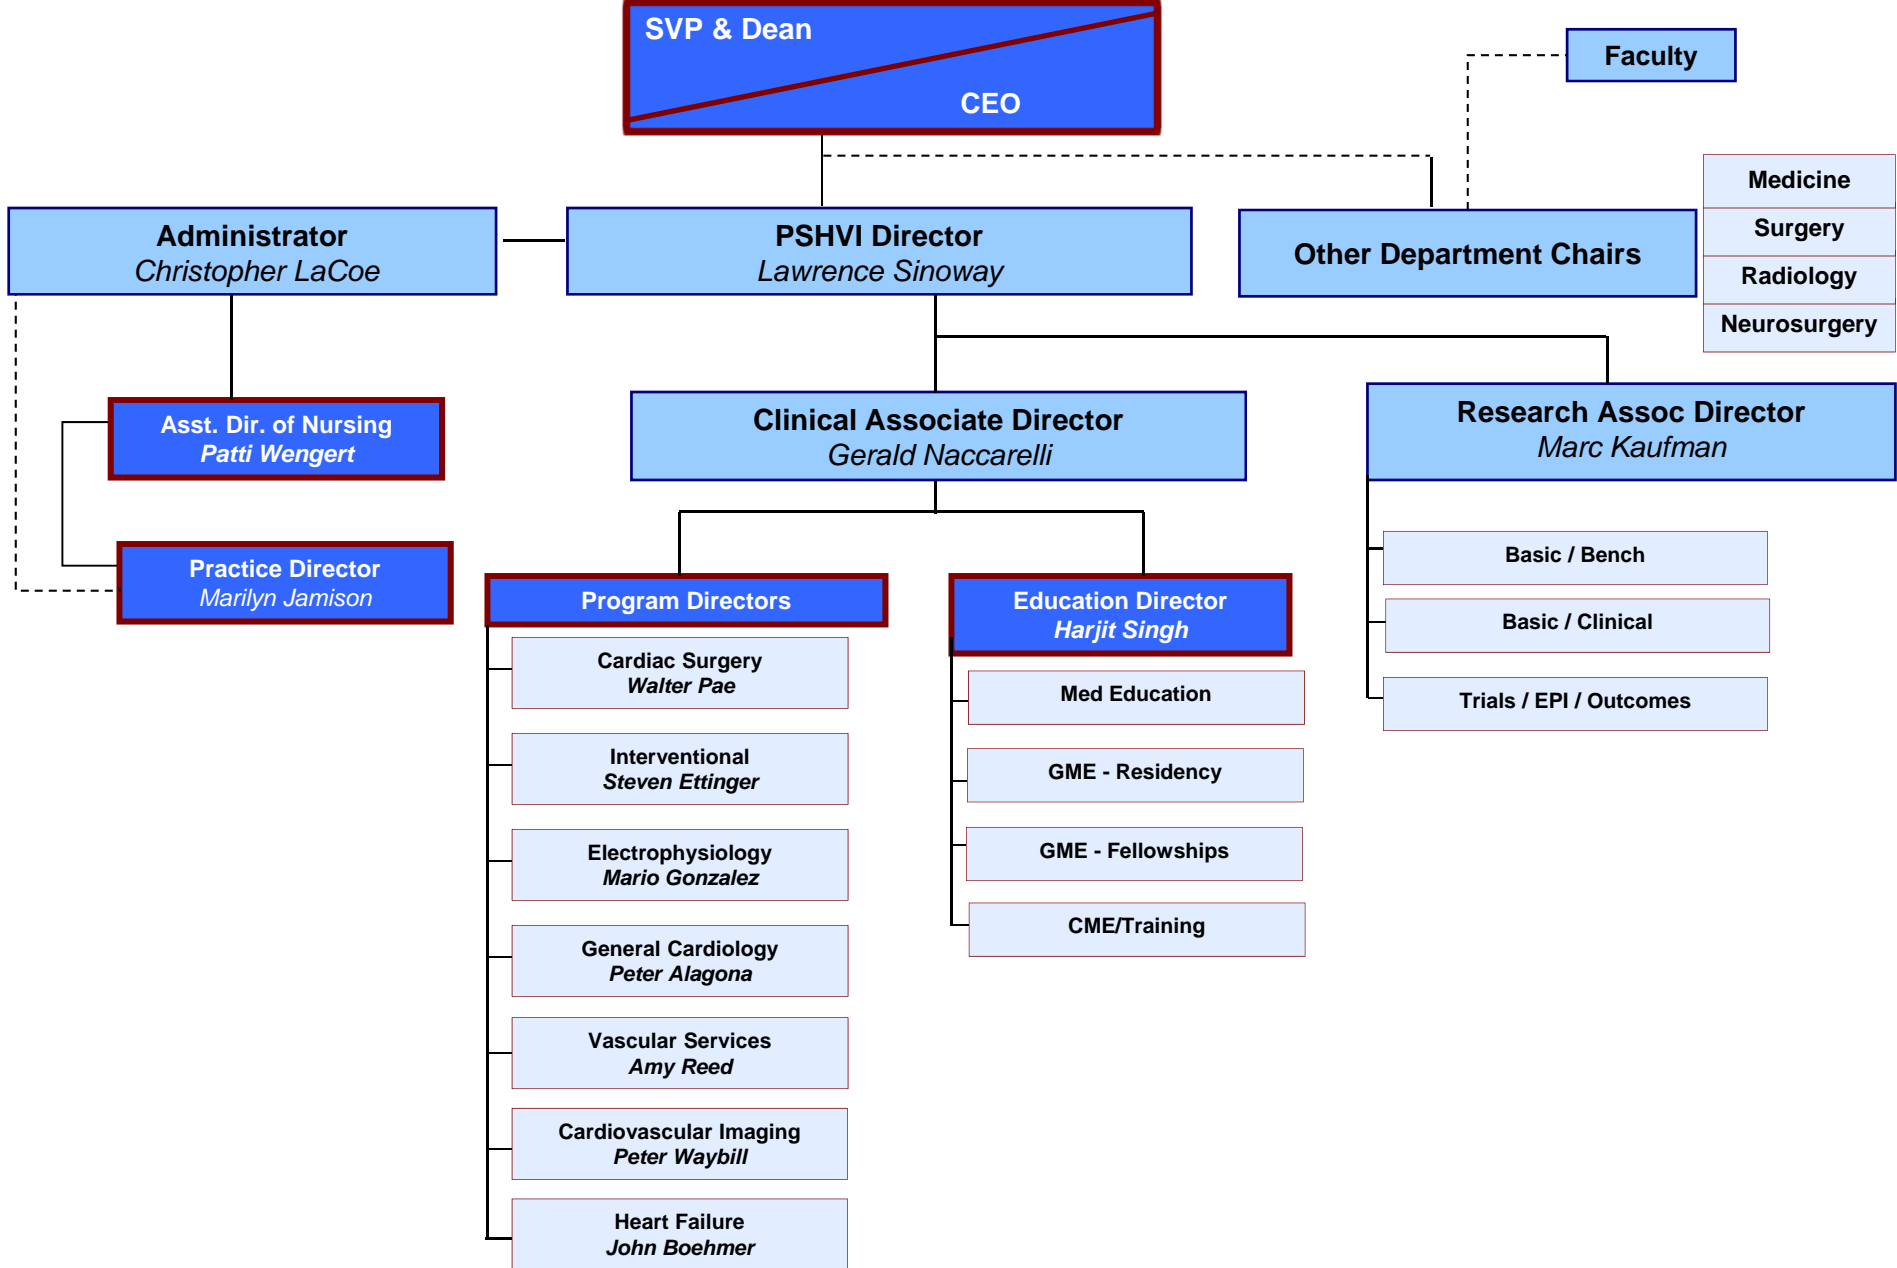 SVP & Dean
CEO
Faculty
Medicine
Surgery
Radiology
Neurosurgery
Administrator
Christopher LaCoe
PSHVI Director
Lawrence Sinoway
Other Department Chairs
Asst. Dir. of Nursing
Patti Wengert
Practice Director
Marilyn Jamison
Clinical Associate Director
Gerald Naccarelli
Research Assoc Director
Marc Kaufman
Basic / Bench
Basic / Clinical
Trials / EPI / Outcomes
Program Directors
Cardiac Surgery
Walter Pae
Interventional
Steven Ettinger
Electrophysiology
Mario Gonzalez
General Cardiology
Peter Alagona
Vascular Services
Amy Reed
Cardiovascular Imaging
Peter Waybill
Heart Failure
John Boehmer
Education Director
Harjit Singh
Med Education
GME - Residency
GME - Fellowships
CME/Training